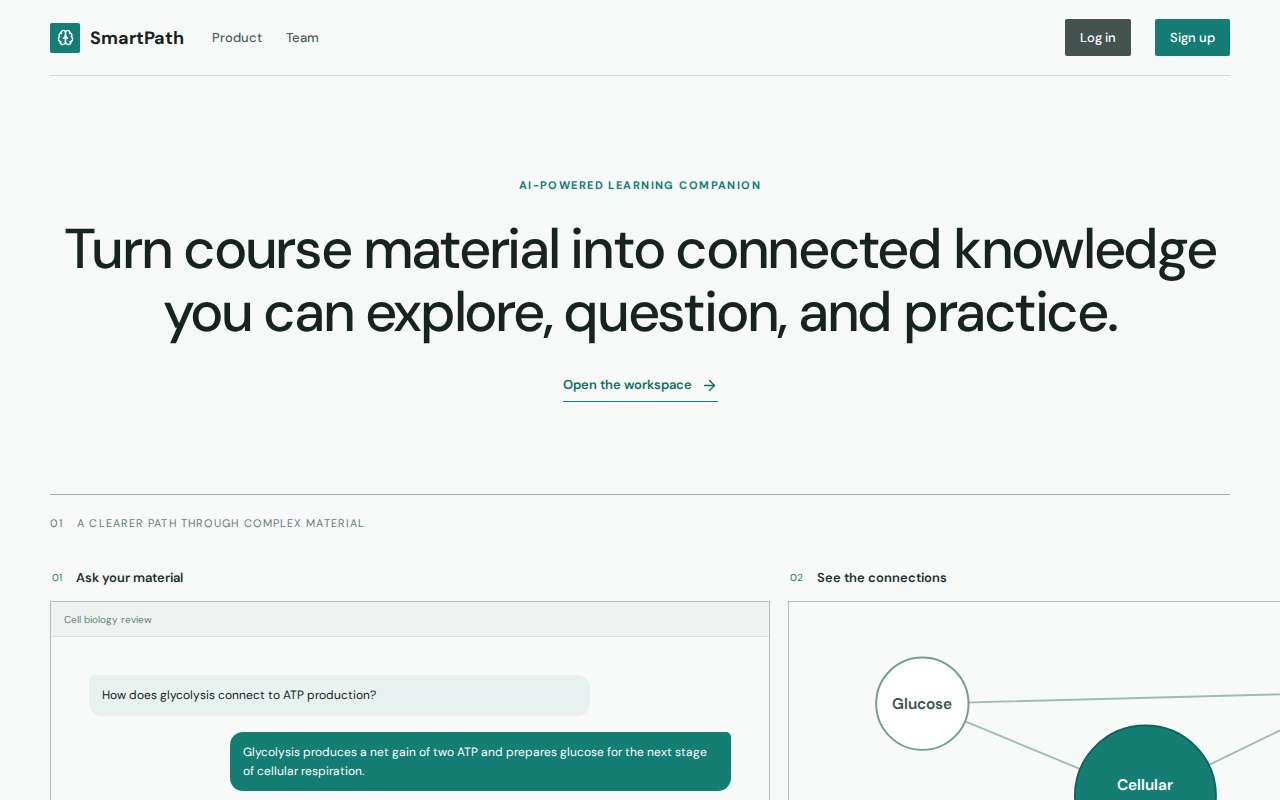 SmartPath
Product
Team
Log in
Sign up
AI-POWERED LEARNING COMPANION
Turn course material into connected knowledge
you can explore, question, and practice.
Open the workspace
01 A CLEARER PATH THROUGH COMPLEX MATERIAL
01 Ask your material
Cell biology review
How does glycolysis connect to ATP production?
Glycolysis produces a net gain of two ATP and prepares glucose for the next stage
of cellular respiration.
02 See the connections
Glucose
Cellular